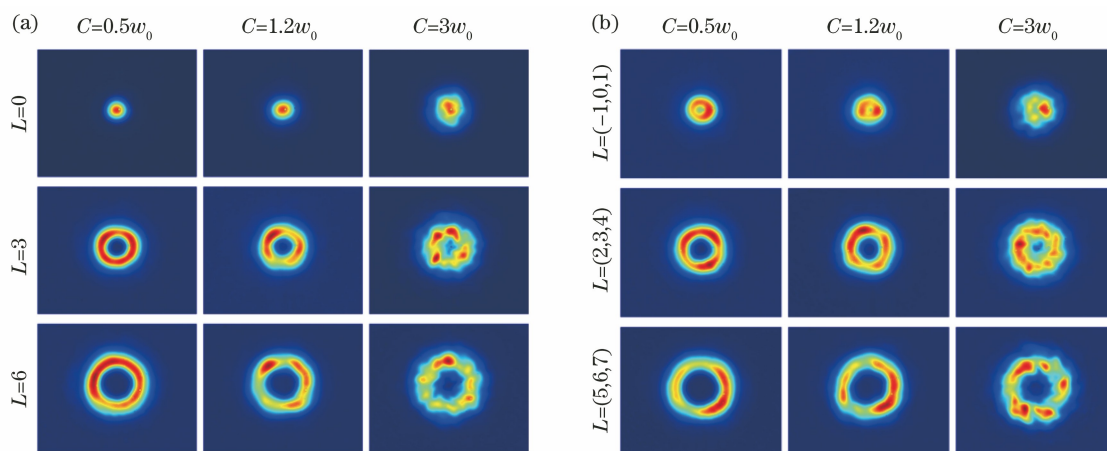 (a) C=0.5w₀ C=1.2w₀ C=3w₀ (b) C=0.5w₀ C=1.2w₀ C=3w₀
L=0 L=(−1,0,1)
L=3 L=(2,3,4)
L=6 L=(5,6,7)